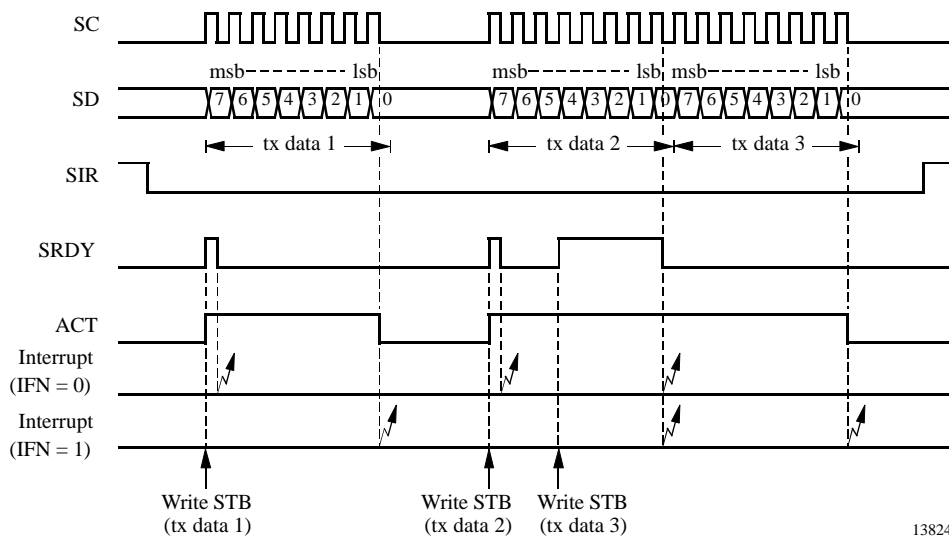 SC
msb lsb msb lsb msb lsb
SD 7 6 5 4 3 2 1 0 7 6 5 4 3 2 1 0 7 6 5 4 3 2 1 0
tx data 1 tx data 2 tx data 3
SIR
SRDY
ACT
Interrupt
(IFN = 0)
Interrupt
(IFN = 1)
Write STB
(tx data 1)
Write STB
(tx data 2)
Write STB
(tx data 3)
13824